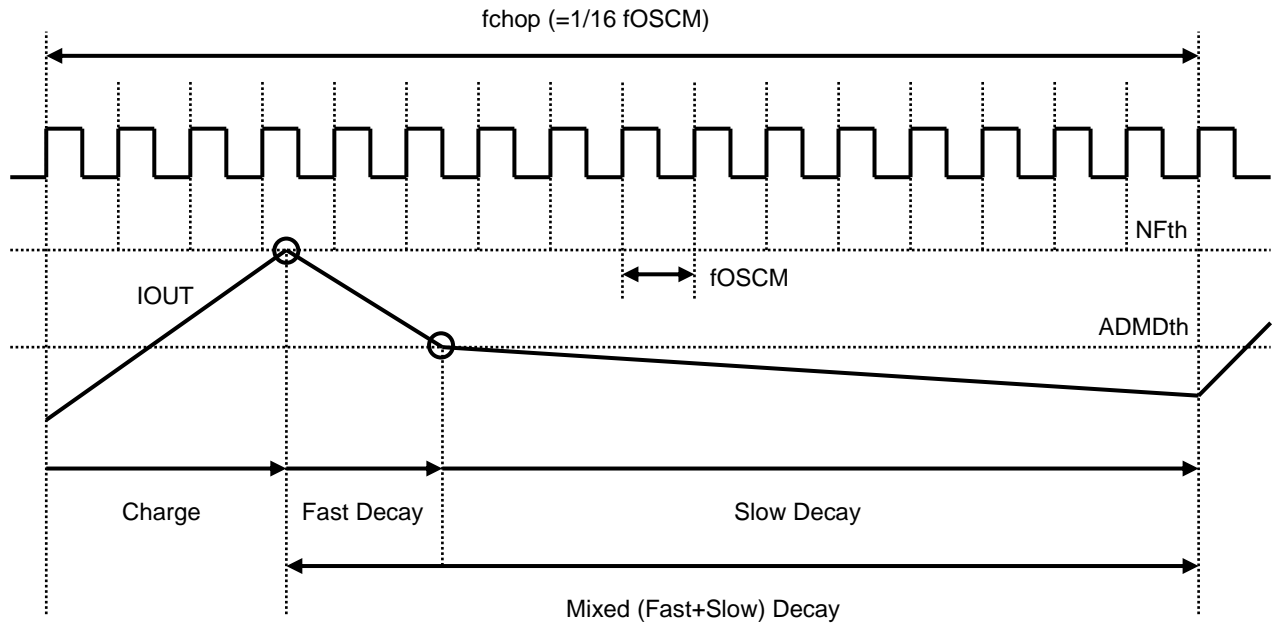 fchop (=1/16 fOSCM)
NFth
fOSCM
IOUT
ADMDth
Charge
Fast Decay
Slow Decay
Mixed (Fast+Slow) Decay